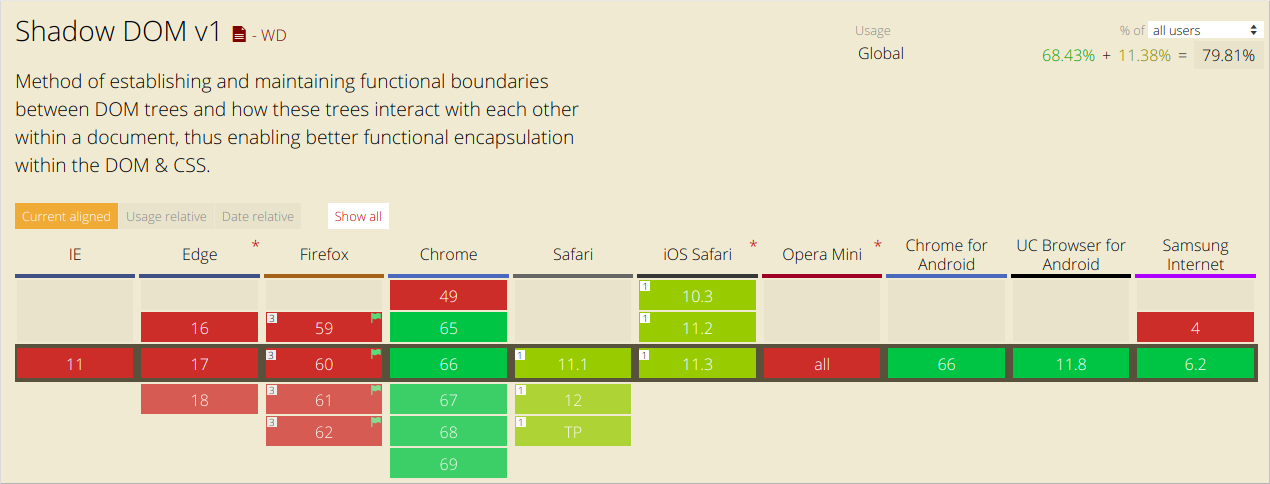 Shadow DOM v1 - WD
Usage % of all users
Global 68.43% + 11.38% = 79.81%
Method of establishing and maintaining functional boundaries
between DOM trees and how these trees interact with each other
within a document, thus enabling better functional encapsulation
within the DOM & CSS.
Current aligned Usage relative Date relative Show all
IE Edge * Firefox Chrome Safari iOS Safari * Opera Mini * Chrome for Android UC Browser for Android Samsung Internet
49 1 10.3
16 3 59 65 1 11.2 4
11 17 3 60 66 1 11.1 1 11.3 all 66 11.8 6.2
18 3 61 67 1 12
3 62 68 1 TP
69